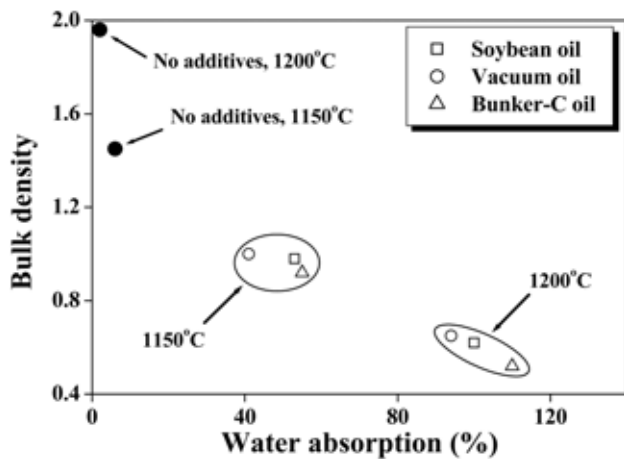 2.0
1.6
1.2
0.8
0.4
Bulk density
No additives, 1200°C
No additives, 1150°C
Soybean oil
Vacuum oil
Bunker-C oil
1200°C
1150°C
0
40
80
120
Water absorption (%)